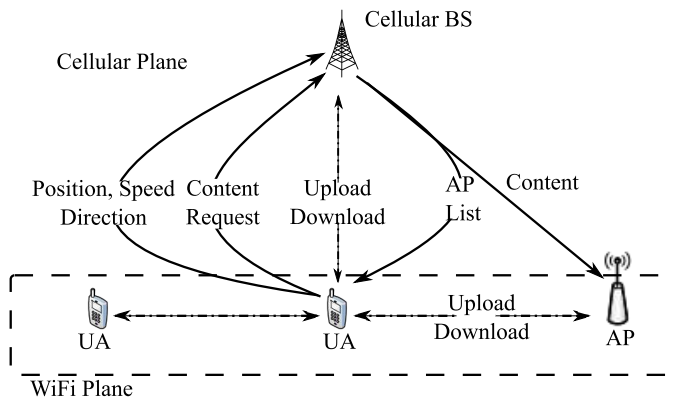 Cellular BS
Cellular Plane
Position, Speed
Direction
Content
Request
Upload
Download
AP
List
Content
Upload
Download
UA
UA
AP
WiFi Plane